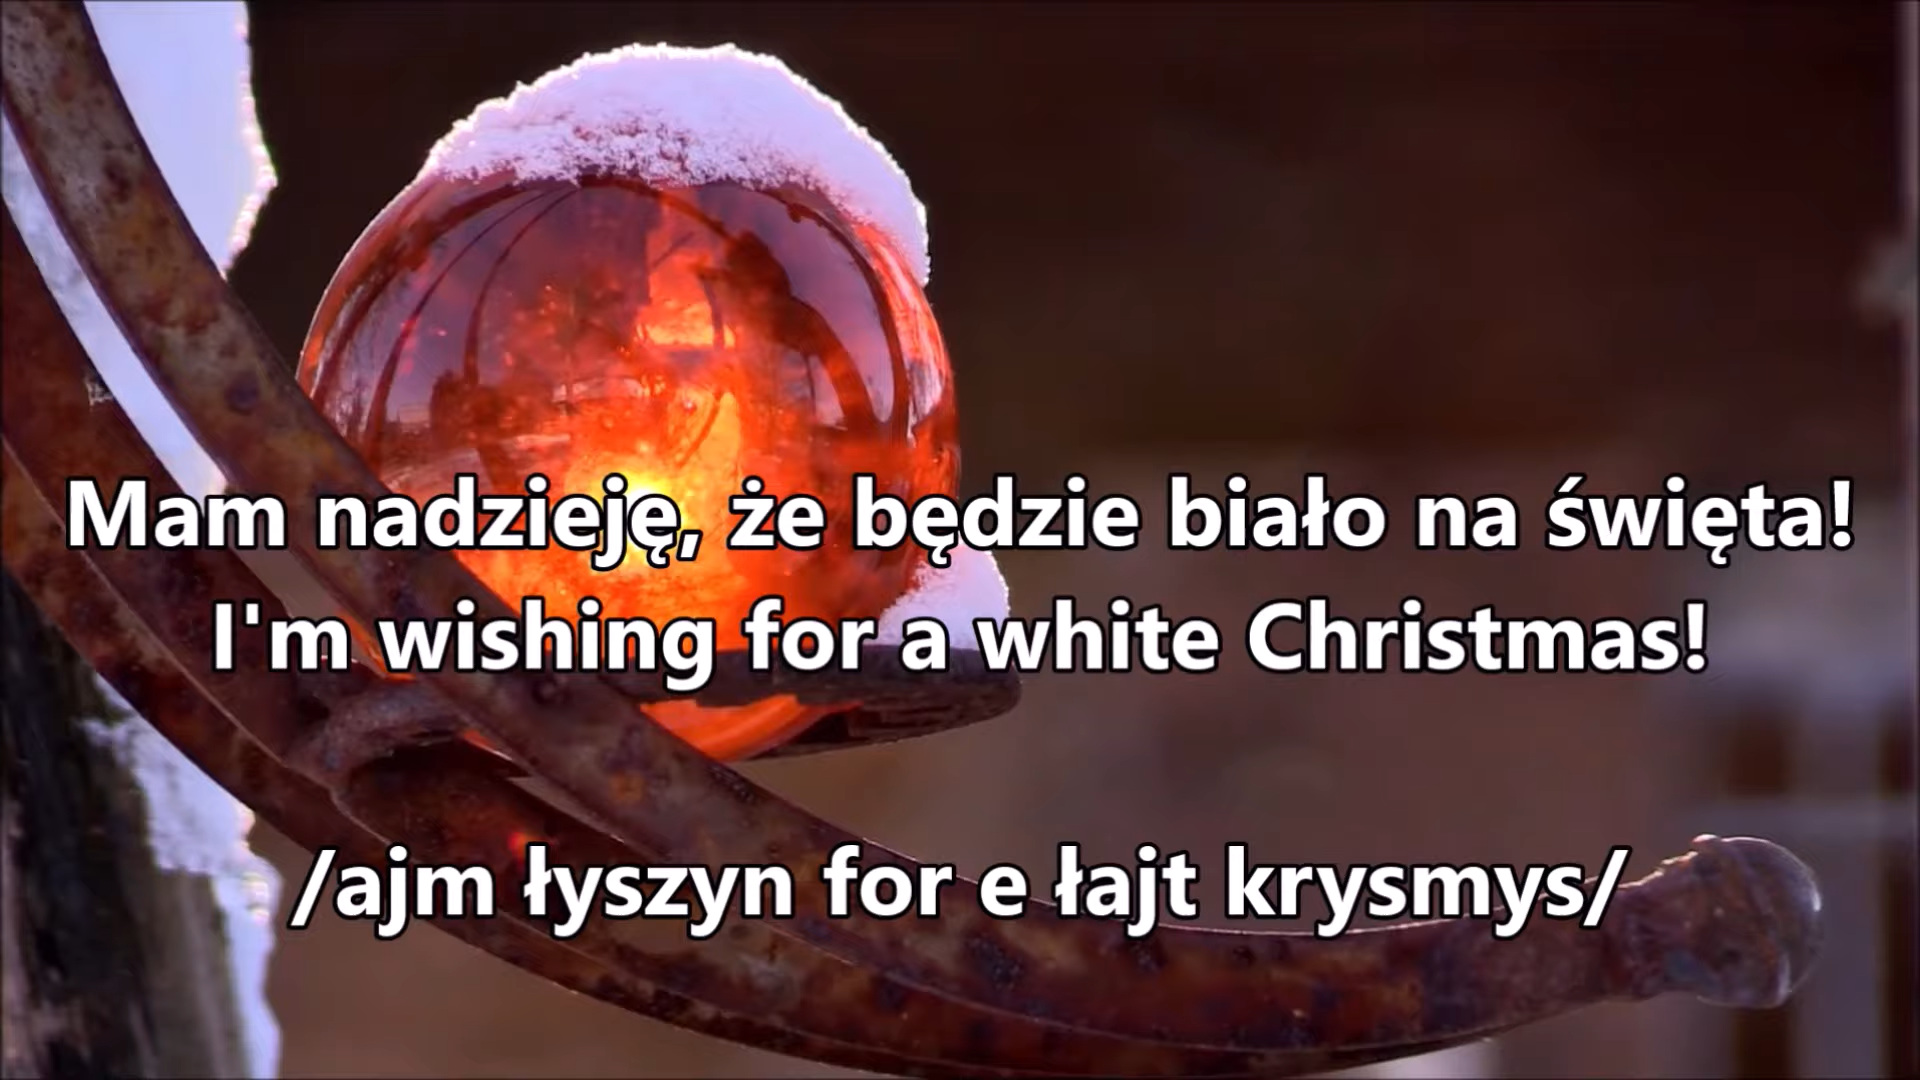 Mam nadzieję, że będzie biało na święta!
I'm wishing for a white Christmas!
/ajm łyszyn for e łajt krysmys/